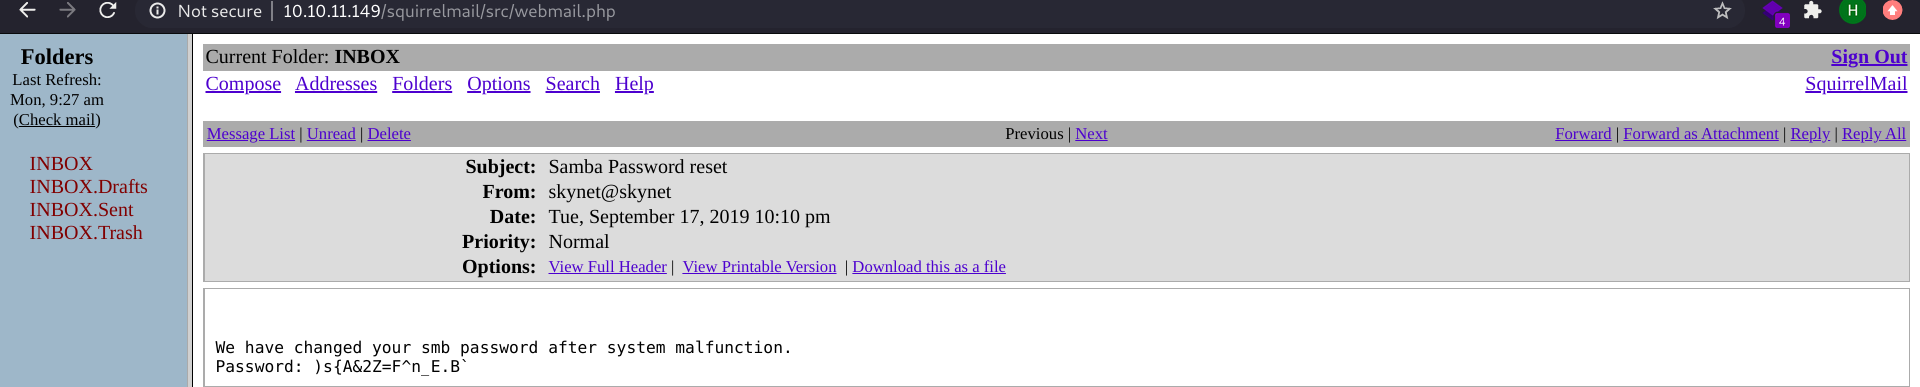 Not secure | 10.10.11.149/squirrelmail/src/webmail.php
4
H
Folders
Last Refresh:
Mon, 9:27 am
(Check mail)
INBOX
INBOX.Drafts
INBOX.Sent
INBOX.Trash
Current Folder: INBOX Sign Out
Compose Addresses Folders Options Search Help SquirrelMail
Message List | Unread | Delete Previous | Next Forward | Forward as Attachment | Reply | Reply All
Subject: Samba Password reset
From: skynet@skynet
Date: Tue, September 17, 2019 10:10 pm
Priority: Normal
Options: View Full Header | View Printable Version | Download this as a file
We have changed your smb password after system malfunction.
Password: )s{A&2Z=F^n_E.B`